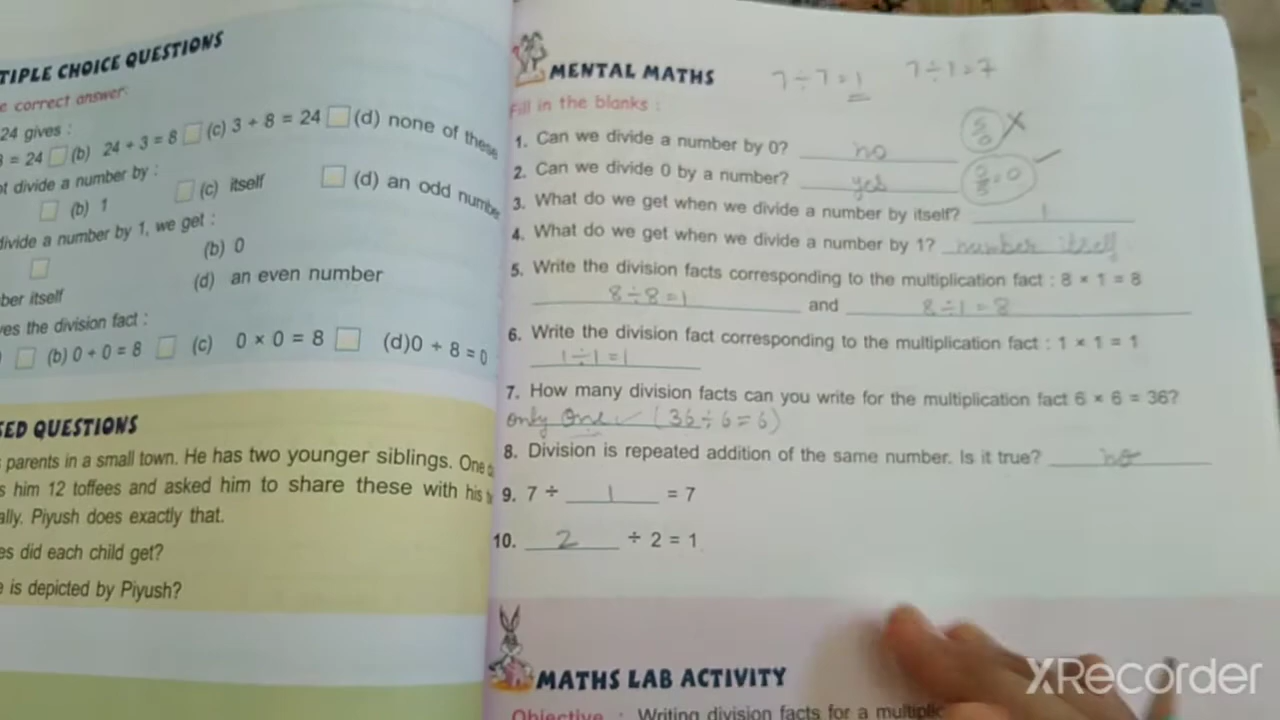 TIPLE CHOICE QUESTIONS
e correct answer:
24 gives :
= 24 (b) 24 ÷ 3 = 8 (c) 3 + 8 = 24 (d) none of these
t divide a number by :
(b) 1 (c) itself (d) an odd number
divide a number by 1, we get :
(b) 0
ber itself (d) an even number
ves the division fact :
(b) 0 ÷ 0 = 8 (c) 0 × 0 = 8 (d) 0 ÷ 8 = 0
SED QUESTIONS
parents in a small town. He has two younger siblings. One
s him 12 toffees and asked him to share these with his
ally. Piyush does exactly that.
es did each child get?
e is depicted by Piyush?
MENTAL MATHS 7÷7=1 7÷1=7
Fill in the blanks :
1. Can we divide a number by 0? no
2. Can we divide 0 by a number? yes
3. What do we get when we divide a number by itself? 1
4. What do we get when we divide a number by 1? number itself
5. Write the division facts corresponding to the multiplication fact : 8 × 1 = 8
8÷8=1 and 8÷1=8
6. Write the division fact corresponding to the multiplication fact : 1 × 1 = 1
1÷1=1
7. How many division facts can you write for the multiplication fact 6 × 6 = 36?
only one (36÷6=6)
8. Division is repeated addition of the same number. Is it true? no
9. 7 ÷ 1 = 7
10. 2 ÷ 2 = 1
MATHS LAB ACTIVITY
Objective : Writing division facts for a
XRecorder